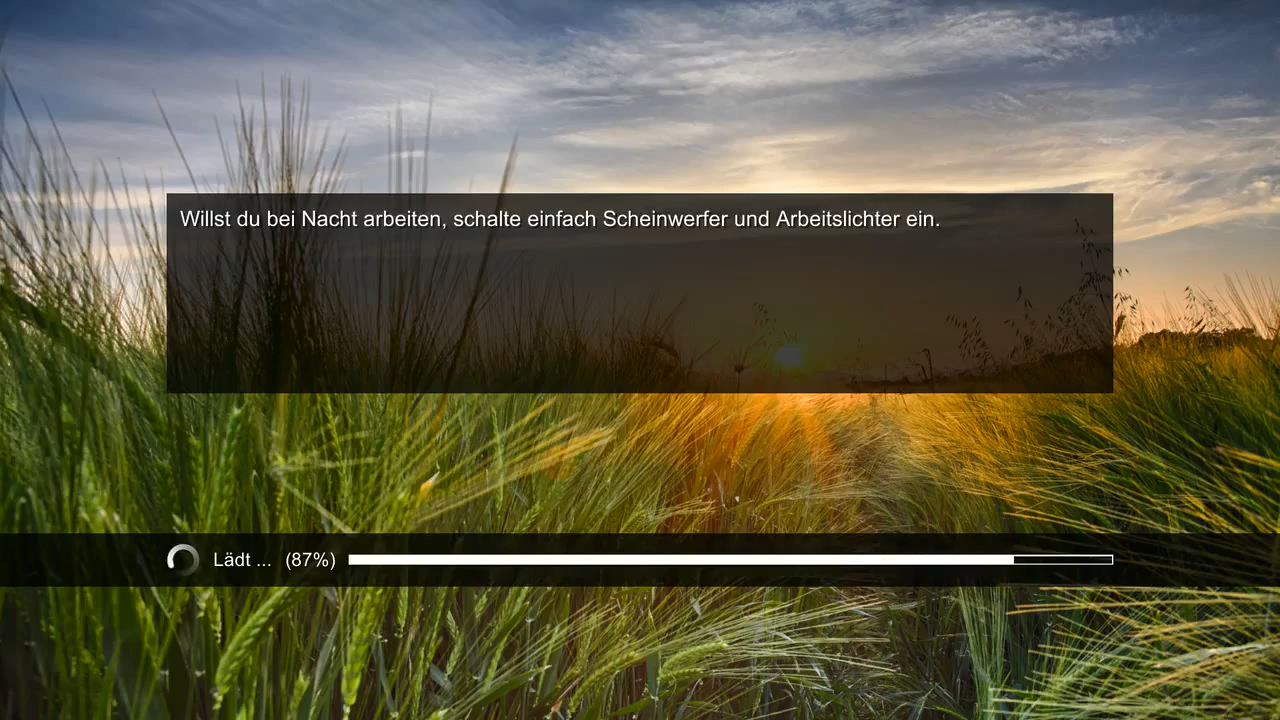 Willst du bei Nacht arbeiten, schalte einfach Scheinwerfer und Arbeitslichter ein.
Lädt ... (87%)